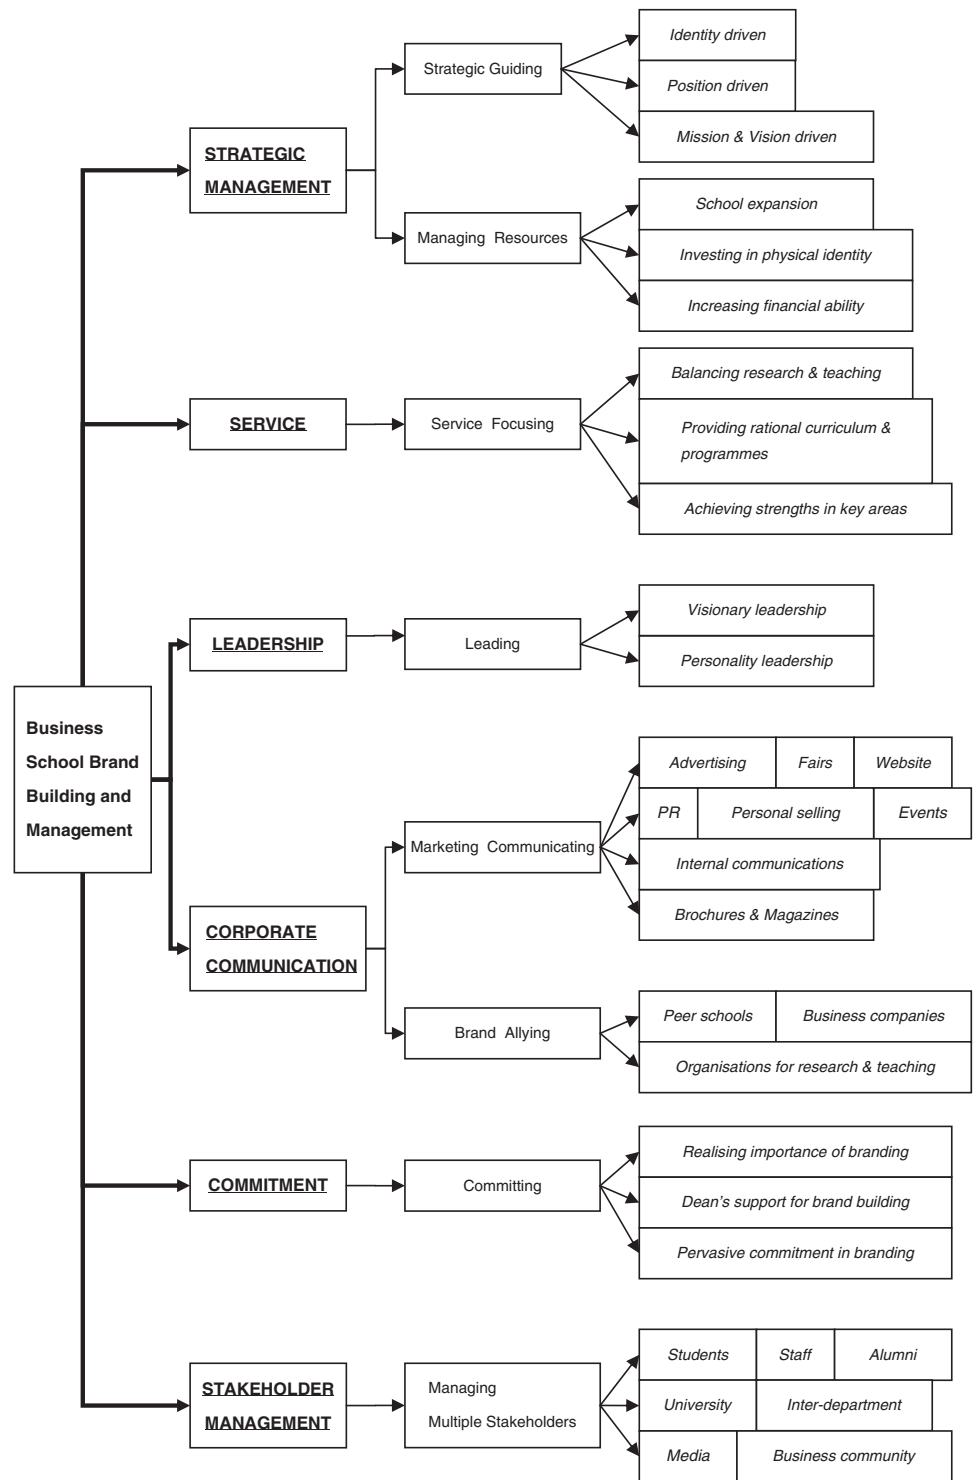 Identity driven
Strategic Guiding
Position driven
Mission & Vision driven
STRATEGIC
MANAGEMENT
School expansion
Managing Resources
Investing in physical identity
Increasing financial ability
Balancing research & teaching
SERVICE
Service Focusing
Providing rational curriculum &
programmes
Achieving strengths in key areas
Visionary leadership
LEADERSHIP
Leading
Personality leadership
Business
School Brand
Building and
Management
Advertising
Fairs
Website
PR
Personal selling
Events
Marketing Communicating
Internal communications
Brochures & Magazines
CORPORATE
COMMUNICATION
Peer schools
Business companies
Brand Allying
Organisations for research & teaching
Realising importance of branding
COMMITMENT
Committing
Dean's support for brand building
Pervasive commitment in branding
Students
Staff
Alumni
STAKEHOLDER
MANAGEMENT
Managing
Multiple Stakeholders
University
Inter-department
Media
Business community